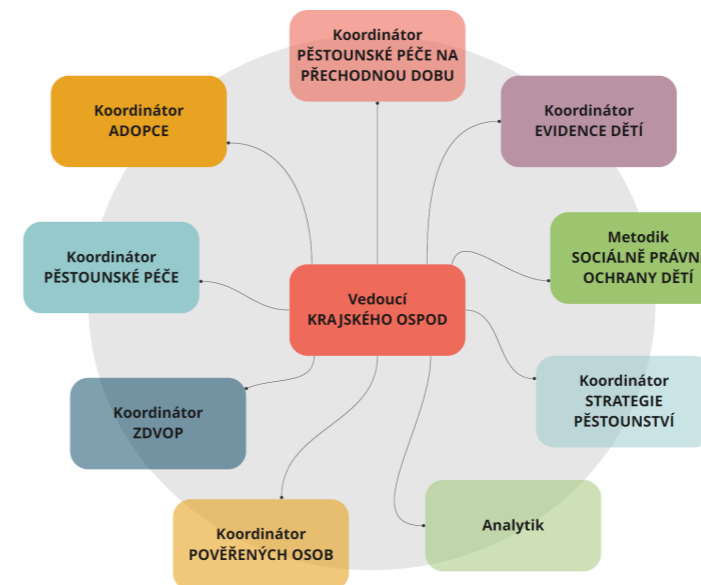 Koordinátor
PĚSTOUNSKÉ PÉČE NA
PŘECHODNOU DOBU
Koordinátor
ADOPCE
Koordinátor
EVIDENCE DĚTÍ
Koordinátor
PĚSTOUNSKÉ PÉČE
Metodik
SOCIÁLNĚ PRÁVN
OCHRANY DĚTÍ
Vedoucí
KRAJSKÉHO OSPOD
Koordinátor
ZDVOP
Koordinátor
STRATEGIE
PĚSTOUNSTVÍ
Koordinátor
POVĚŘENÝCH OSOB
Analytik